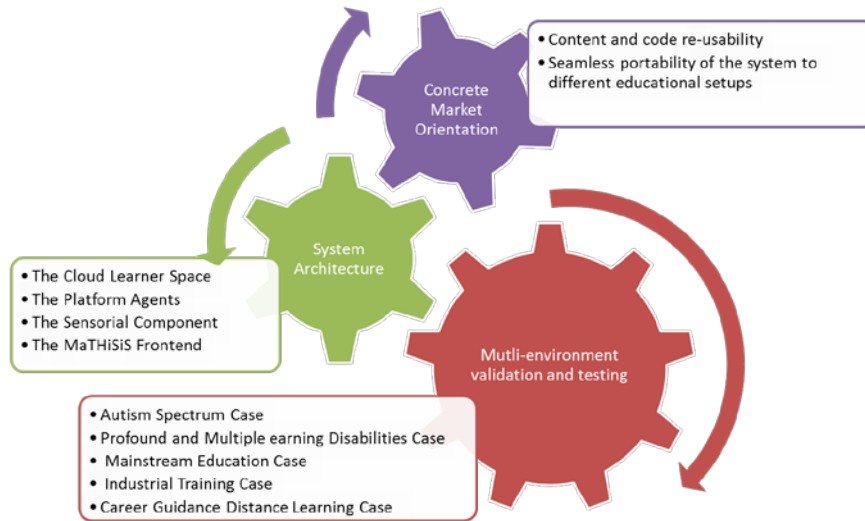 • Content and code re-usability
• Seamless portability of the system to
different educational setups
Concrete
Market
Orientation
System
Architecture
• The Cloud Learner Space
• The Platform Agents
• The Sensorial Component
• The MaTHiSiS Frontend
Mutli-environment
validation and testing
• Autism Spectrum Case
• Profound and Multiple earning Disabilities Case
• Mainstream Education Case
• Industrial Training Case
• Career Guidance Distance Learning Case